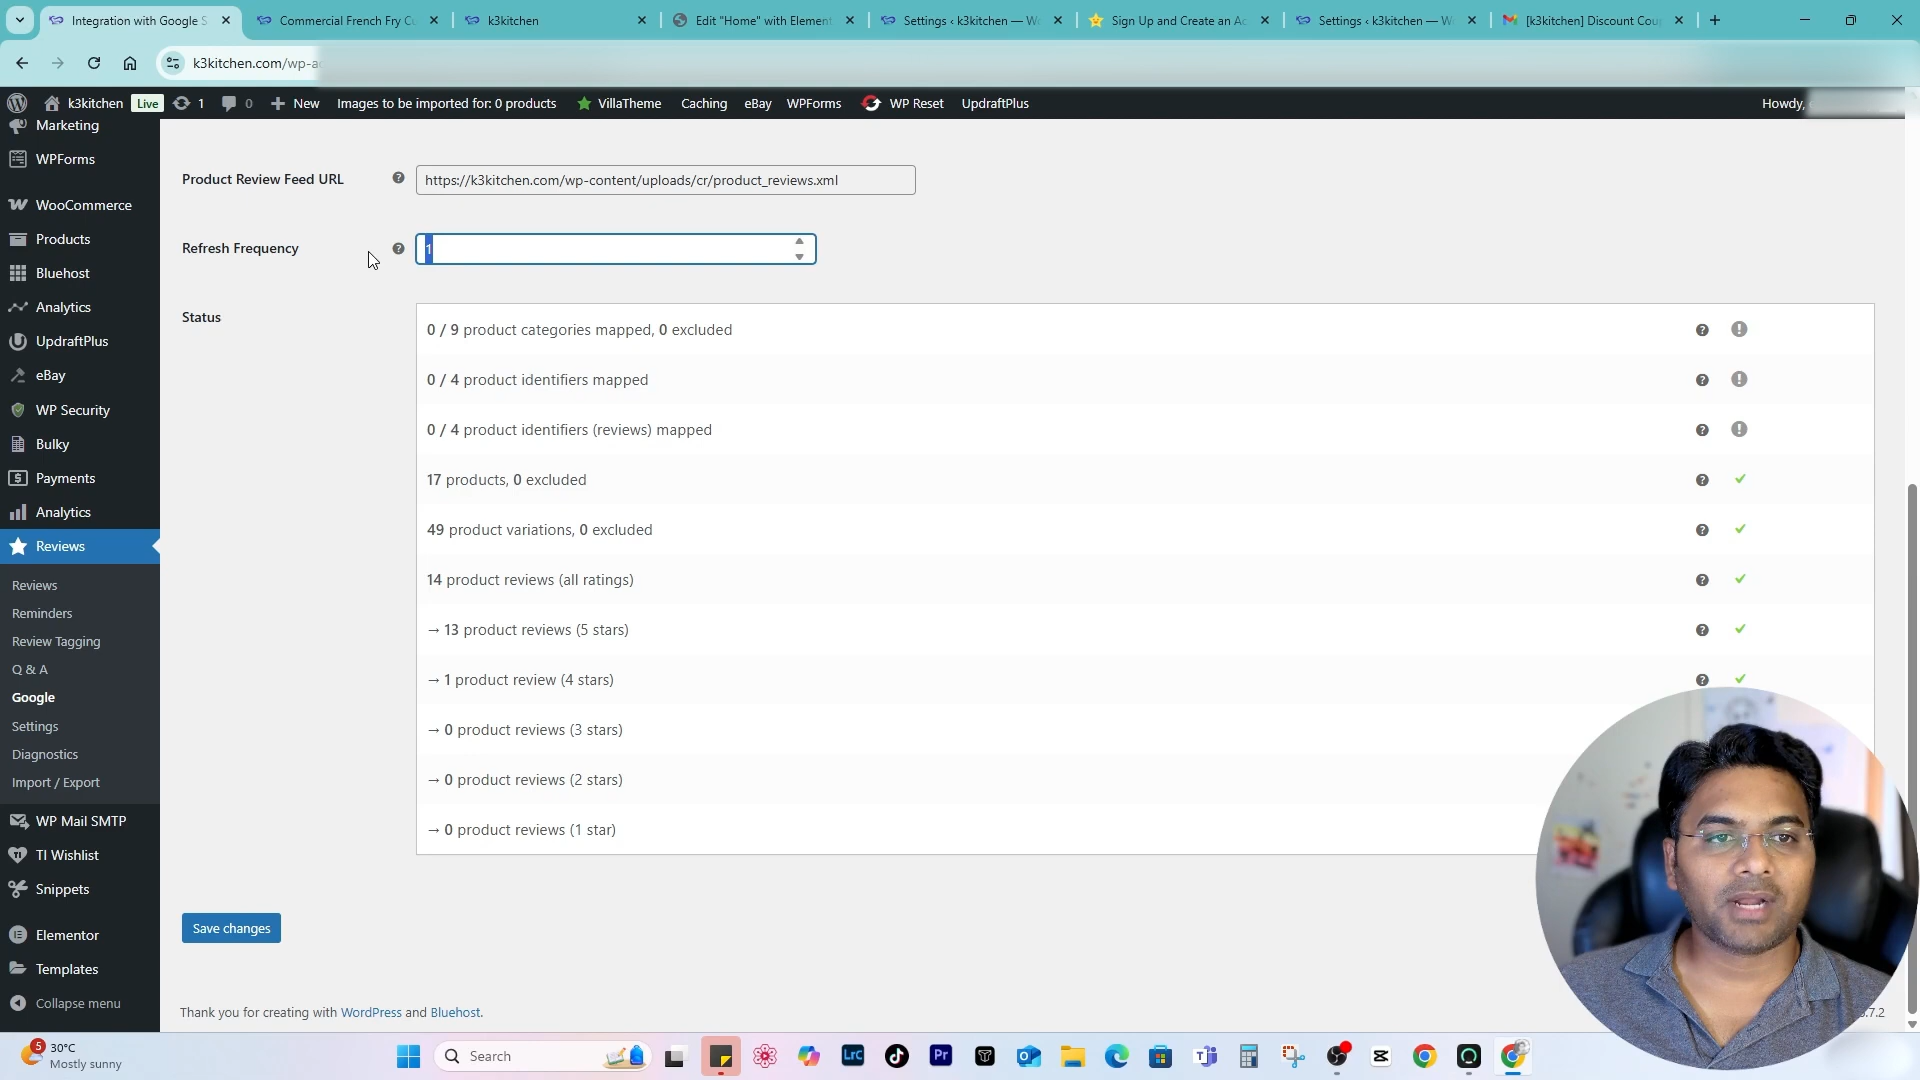 Integration with Google S
Commercial French Fry Cu
k3kitchen
Edit "Home" with Element
Settings ‹ k3kitchen — W
Sign Up and Create an Ac
Settings ‹ k3kitchen — W
[k3kitchen] Discount Cou
k3kitchen.com/wp-a
k3kitchen Live 1 0 New Images to be imported for: 0 products VillaTheme Caching eBay WPForms WP Reset UpdraftPlus Howdy,
Marketing
WPForms
WooCommerce
Products
Bluehost
Analytics
UpdraftPlus
eBay
WP Security
Bulky
Payments
Analytics
Reviews
Reviews
Reminders
Review Tagging
Q & A
Google
Settings
Diagnostics
Import / Export
WP Mail SMTP
TI Wishlist
Snippets
Elementor
Templates
Collapse menu
Product Review Feed URL ? https://k3kitchen.com/wp-content/uploads/cr/product_reviews.xml
Refresh Frequency ? 1
Status
0 / 9 product categories mapped, 0 excluded ? !
0 / 4 product identifiers mapped ? !
0 / 4 product identifiers (reviews) mapped ? !
17 products, 0 excluded ?
49 product variations, 0 excluded ?
14 product reviews (all ratings) ?
→ 13 product reviews (5 stars) ?
→ 1 product review (4 stars) ?
→ 0 product reviews (3 stars)
→ 0 product reviews (2 stars)
→ 0 product reviews (1 star)
Save changes
Thank you for creating with WordPress and Bluehost.
.7.2
5
30°C
Mostly sunny
Search
Lrc
Pr